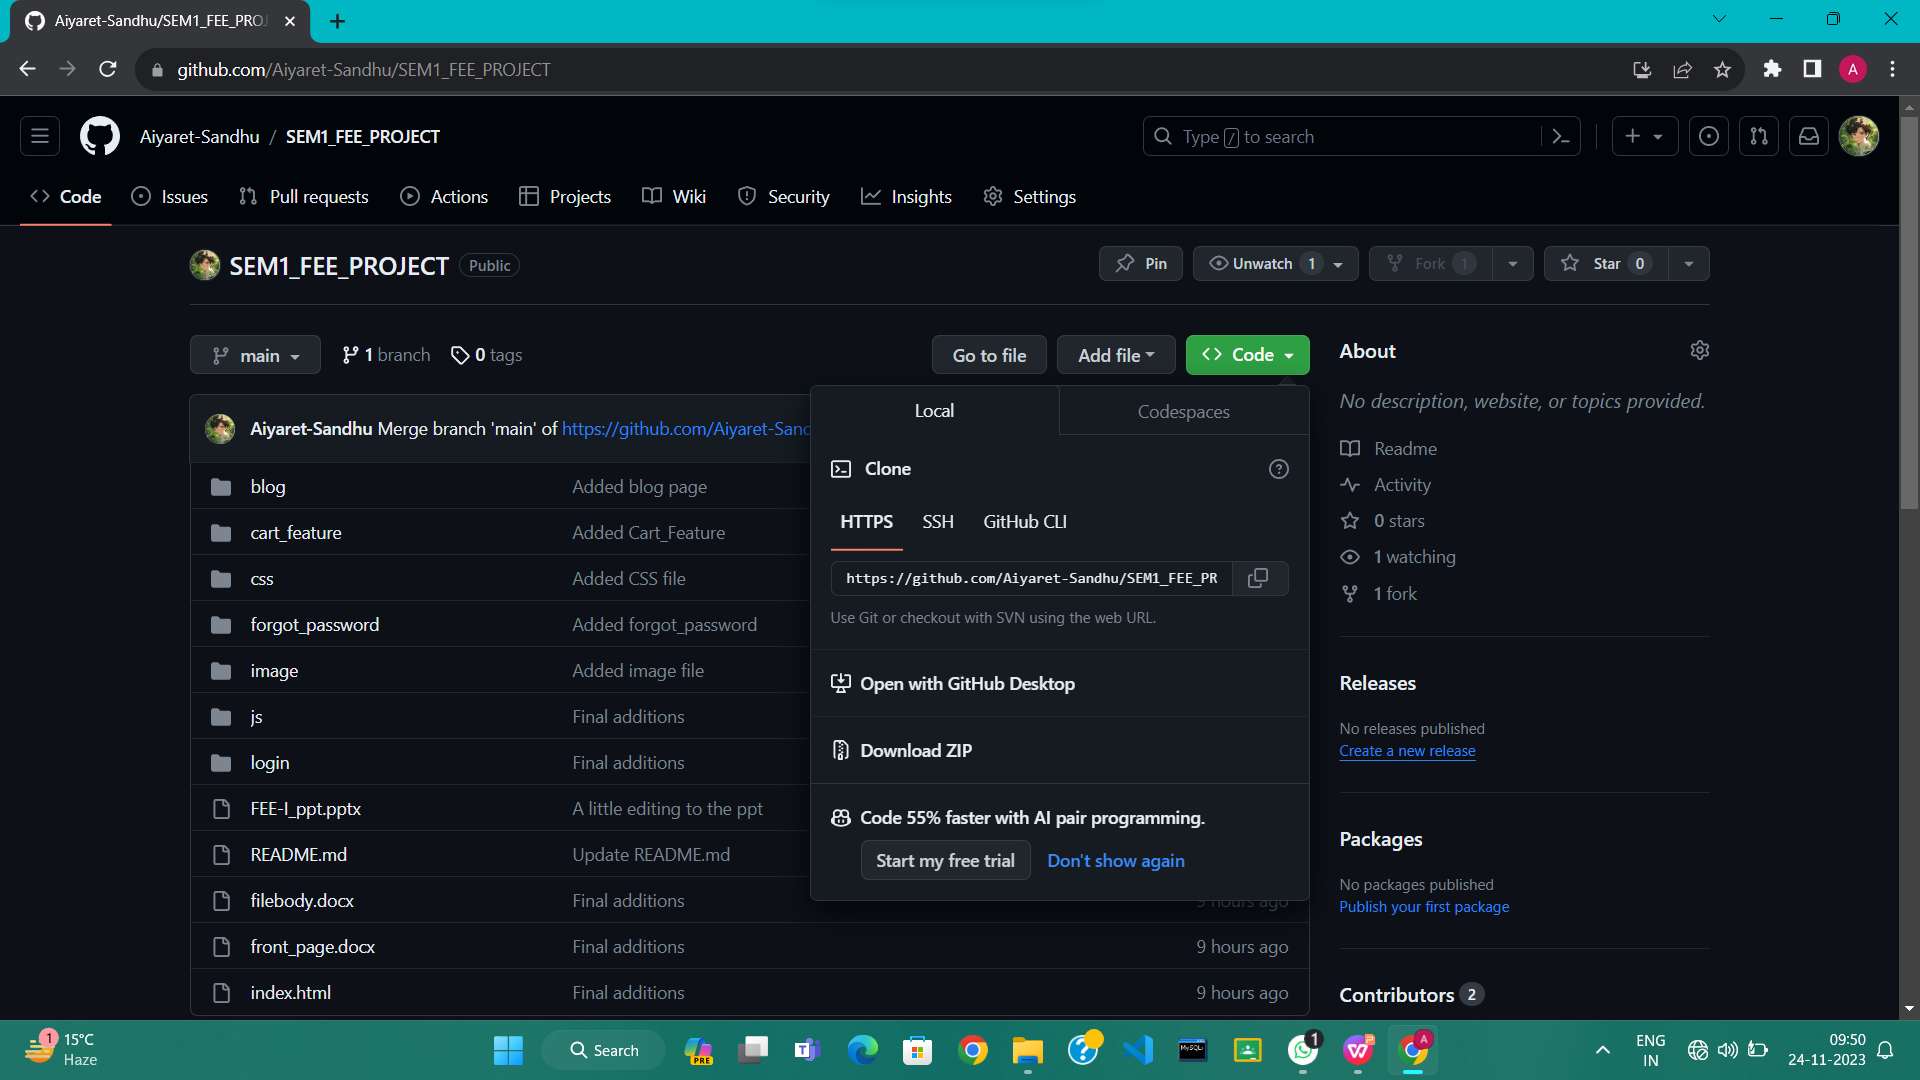 Aiyaret-Sandhu/SEM1_FEE_PROJ
github.com/Aiyaret-Sandhu/SEM1_FEE_PROJECT
A
Aiyaret-Sandhu / SEM1_FEE_PROJECT
Type / to search
Code Issues Pull requests Actions Projects Wiki Security Insights Settings
SEM1_FEE_PROJECT Public
Pin Unwatch 1 Fork 1 Star 0
main 1 branch 0 tags Go to file Add file Code
Aiyaret-Sandhu Merge branch 'main' of https://github.com/Aiyaret-Sand
blog Added blog page
cart_feature Added Cart_Feature
css Added CSS file
forgot_password Added forgot_password
image Added image file
js Final additions
login Final additions
FEE-I_ppt.pptx A little editing to the ppt
README.md Update README.md
filebody.docx Final additions 9 hours ago
front_page.docx Final additions 9 hours ago
index.html Final additions 9 hours ago
Local Codespaces
Clone
HTTPS SSH GitHub CLI
https://github.com/Aiyaret-Sandhu/SEM1_FEE_PR
Use Git or checkout with SVN using the web URL.
Open with GitHub Desktop
Download ZIP
Code 55% faster with AI pair programming.
Start my free trial Don't show again
About
No description, website, or topics provided.
Readme
Activity
0 stars
1 watching
1 fork
Releases
No releases published
Create a new release
Packages
No packages published
Publish your first package
Contributors 2
1
15°C
Haze
Search
PRE
MySQL
1
A
ENG
IN
09:50
24-11-2023